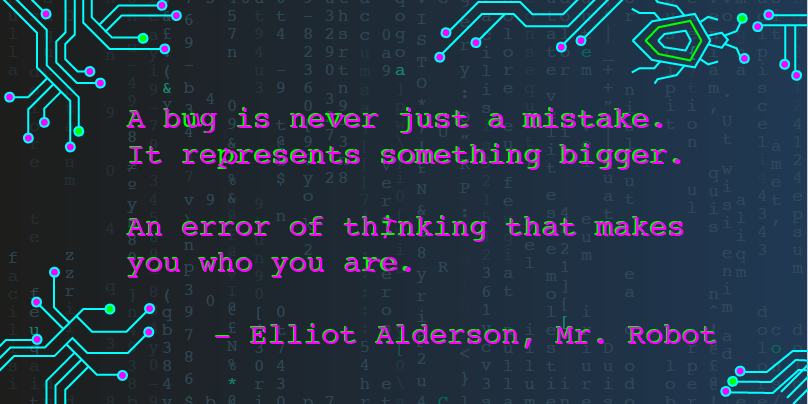 A bug is never just a mistake.
It represents something bigger.
An error of thinking that makes
you who you are.
– Elliot Alderson, Mr. Robot